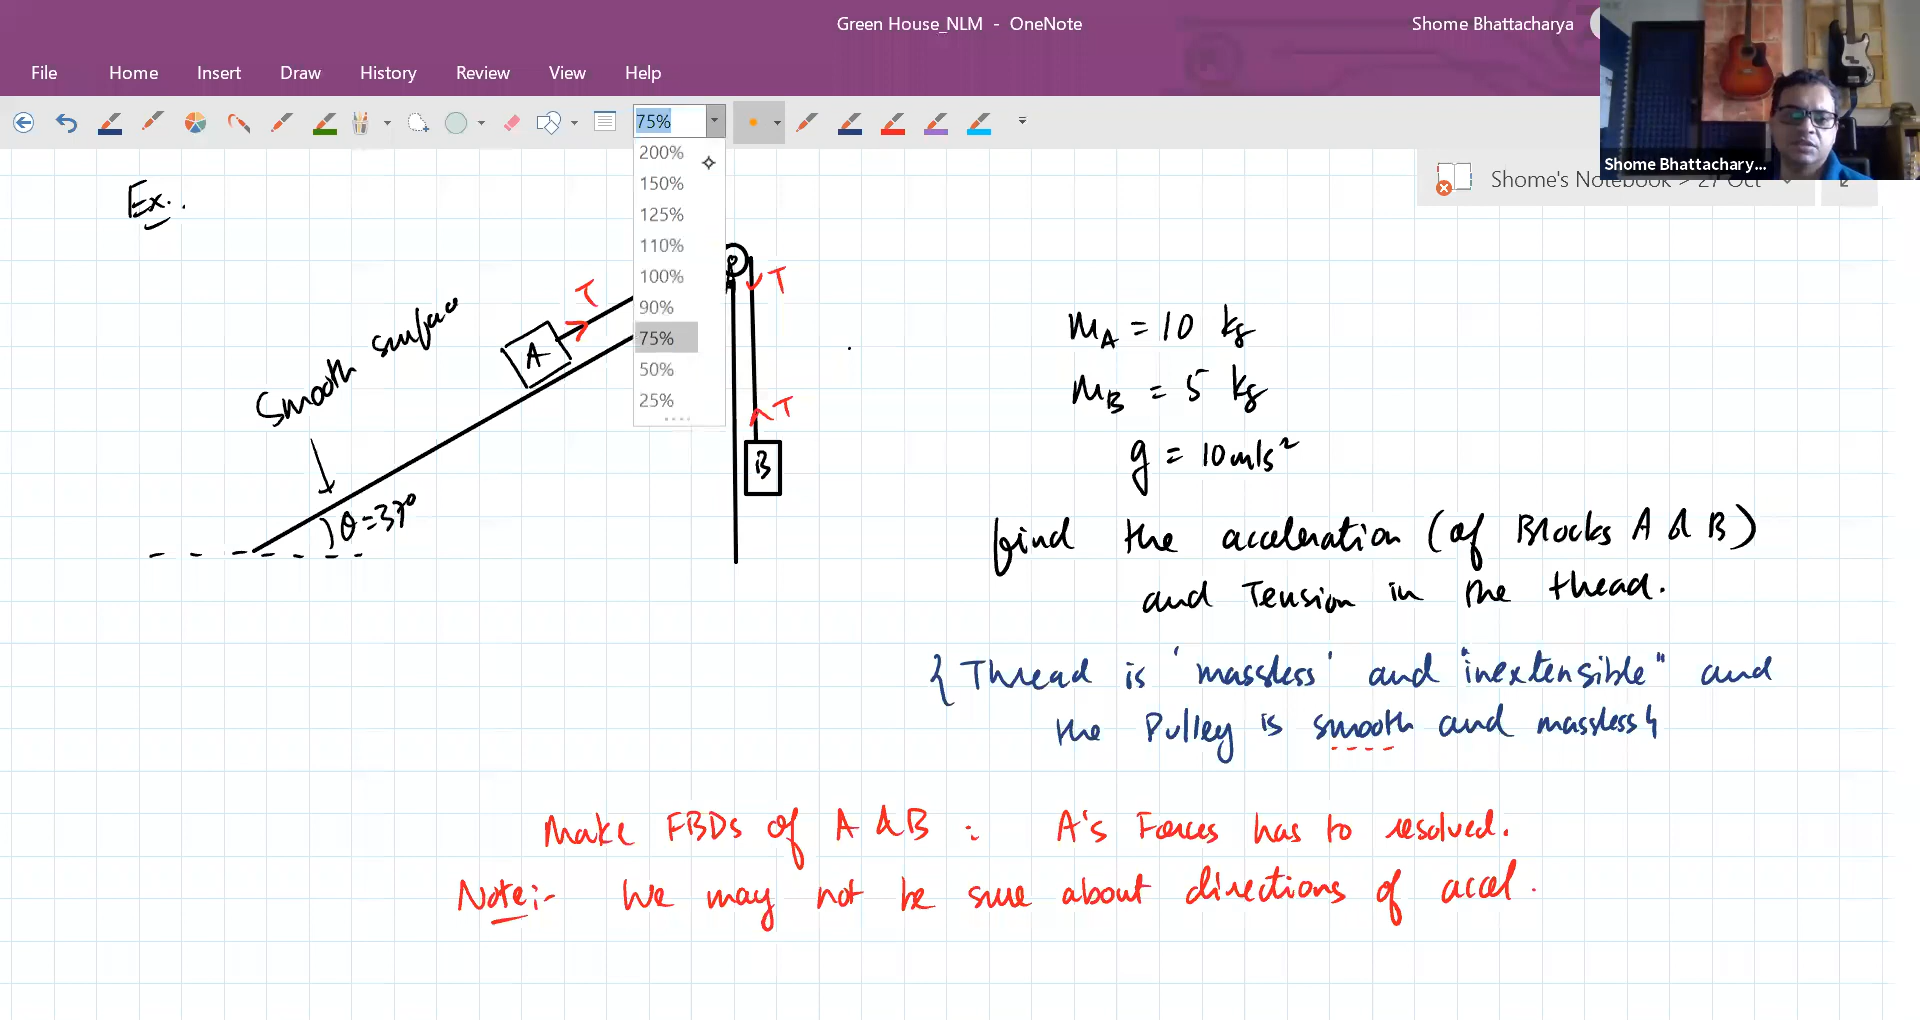 Green House_NLM - OneNote
Shome Bhattacharya
File Home Insert Draw History Review View Help
75%
200%
150%
125%
110%
100%
90%
75%
50%
25%
Shome Bhattachary...
Shome's Notebook > 27 Oct
Ex.
Smooth surface
T
A
T
T
B
θ=37°
mA = 10 kg
mB = 5 kg
g = 10 m/s²
find the acceleration (of Blocks A & B)
and Tension in the thead.
{ Thread is 'massless' and "inextensible" and
the Pulley is smooth and massless}
Make FBDs of A & B : A's Forces has to resolved.
Note:- We may not be sure about directions of accel.